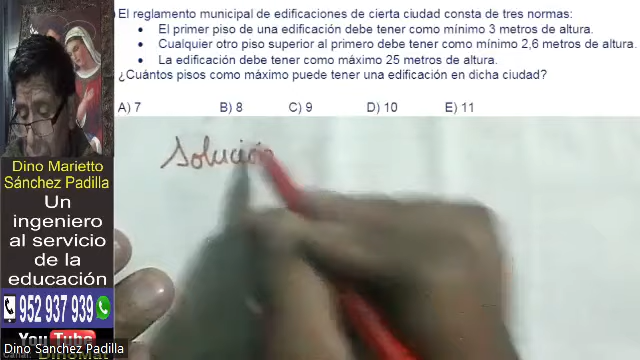 El reglamento municipal de edificaciones de cierta ciudad consta de tres normas:
• El primer piso de una edificación debe tener como mínimo 3 metros de altura.
• Cualquier otro piso superior al primero debe tener como mínimo 2,6 metros de altura.
• La edificación debe tener como máximo 25 metros de altura.
¿Cuántos pisos como máximo puede tener una edificación en dicha ciudad?
A) 7 B) 8 C) 9 D) 10 E) 11
Solución
Dino Marietto
Sánchez Padilla
Un
ingeniero
al servicio
de la
educación
952 937 939
YouTube
Dino Sánchez Padilla